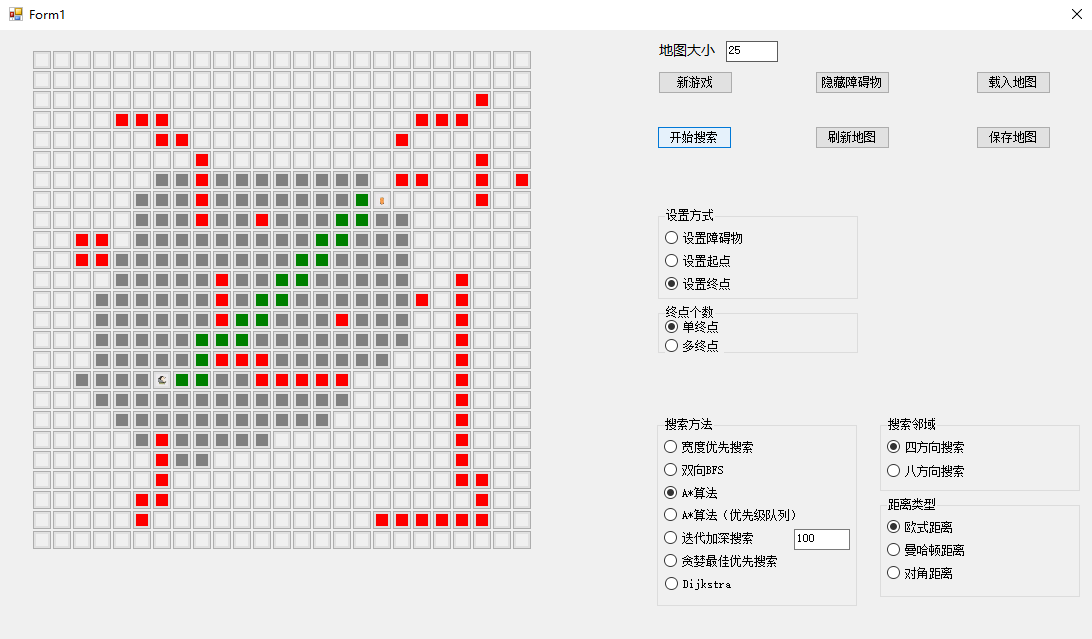 Form1
地图大小 25
新游戏 隐藏障碍物 载入地图
开始搜索 刷新地图 保存地图
设置方式
设置障碍物
设置起点
设置终点
终点个数
单终点
多终点
搜索方法
宽度优先搜索
双向BFS
A*算法
A*算法（优先级队列）
迭代加深搜索 100
贪婪最佳优先搜索
Dijkstra
搜索邻域
四方向搜索
八方向搜索
距离类型
欧式距离
曼哈顿距离
对角距离